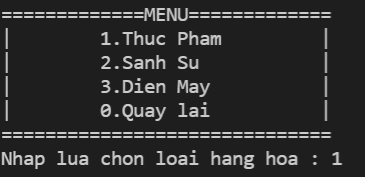 =============MENU=============
|        1.Thuc Pham         |
|        2.Sanh Su           |
|        3.Dien May          |
|        0.Quay lai          |
==============================
Nhap lua chon loai hang hoa : 1